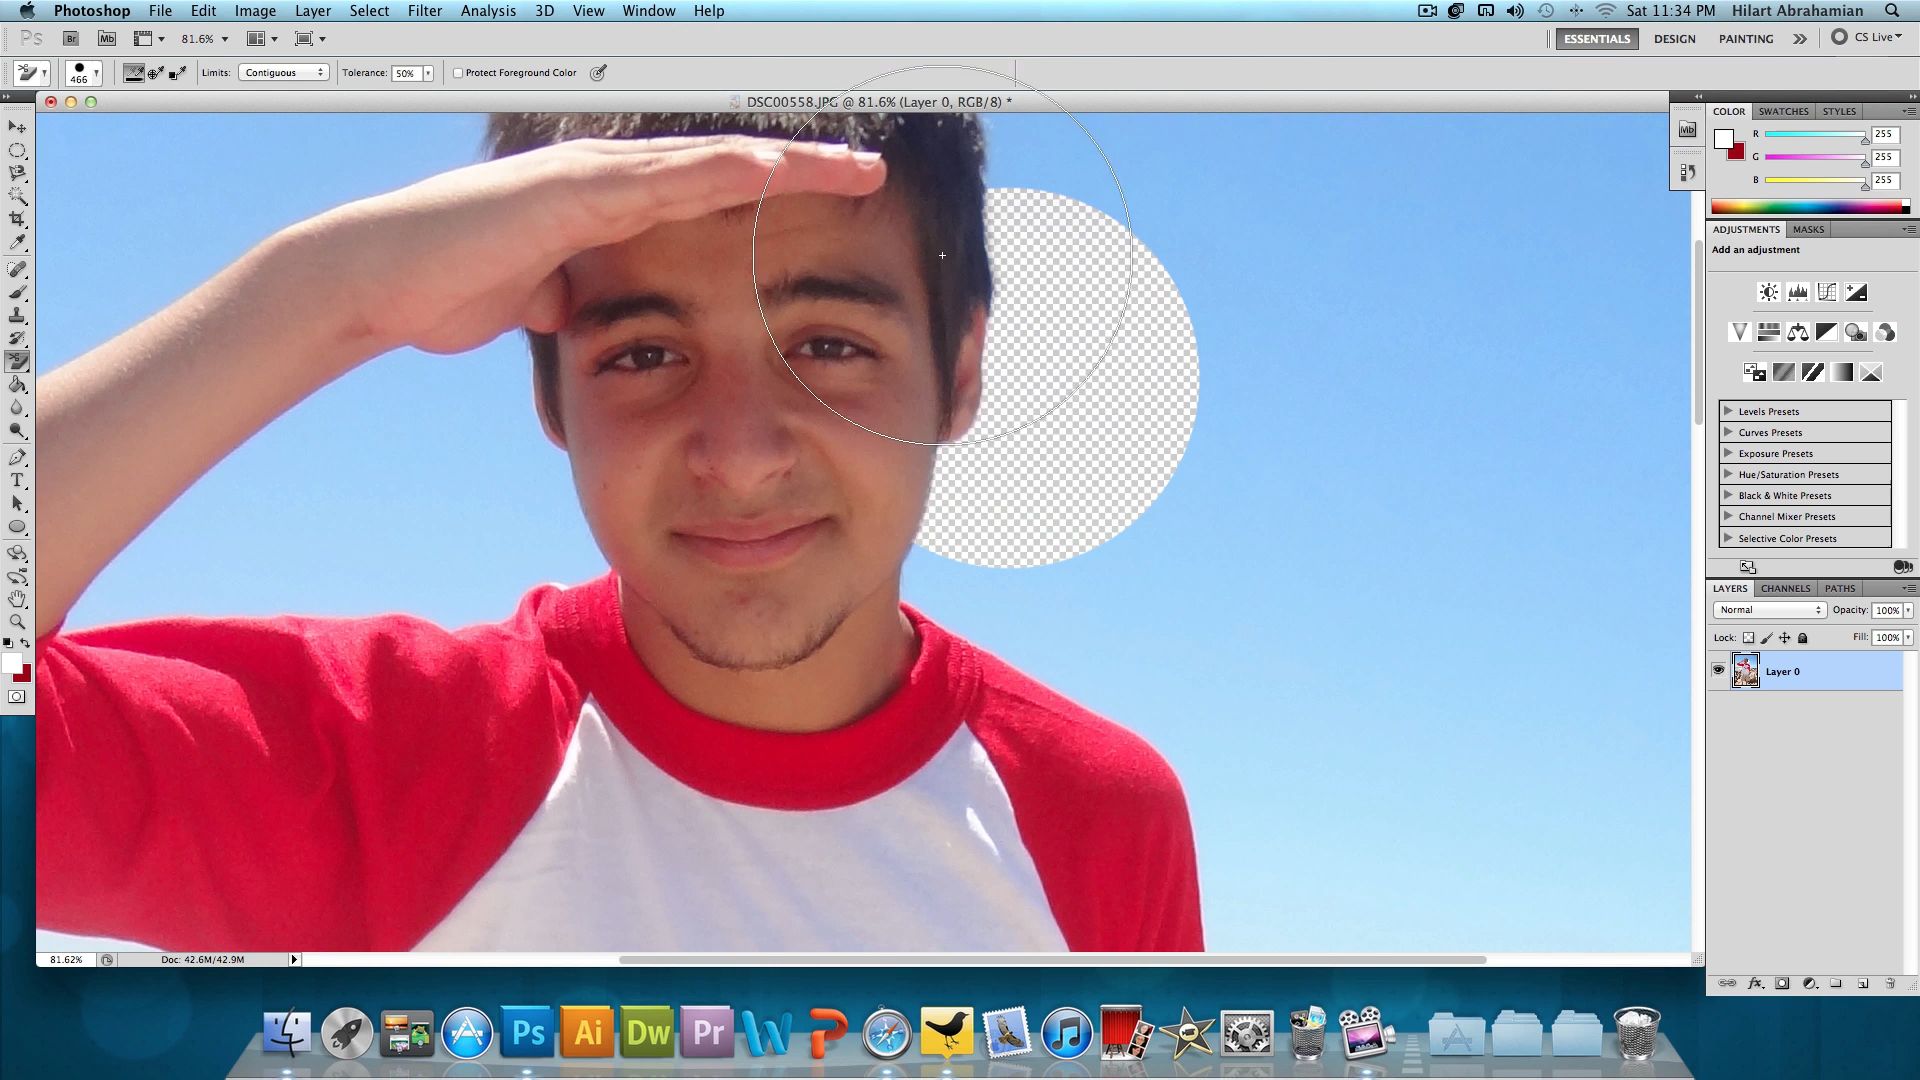 Photoshop File Edit Image Layer Select Filter Analysis 3D View Window Help Sat 11:34 PM Hilart Abrahamian
Ps Br Mb 81.6% ESSENTIALS DESIGN PAINTING CS Live
466 Limits: Contiguous Tolerance: 50% Protect Foreground Color
DSC00558.JPG @ 81.6% (Layer 0, RGB/8) *
Mb
COLOR SWATCHES STYLES
R 255
G 255
B 255
ADJUSTMENTS MASKS
Add an adjustment
Levels Presets
Curves Presets
Exposure Presets
Hue/Saturation Presets
Black & White Presets
Channel Mixer Presets
Selective Color Presets
LAYERS CHANNELS PATHS
Normal Opacity: 100%
Lock: Fill: 100%
Layer 0
T
81.62% Doc: 42.6M/42.9M
fx
Ps Ai Dw Pr W P